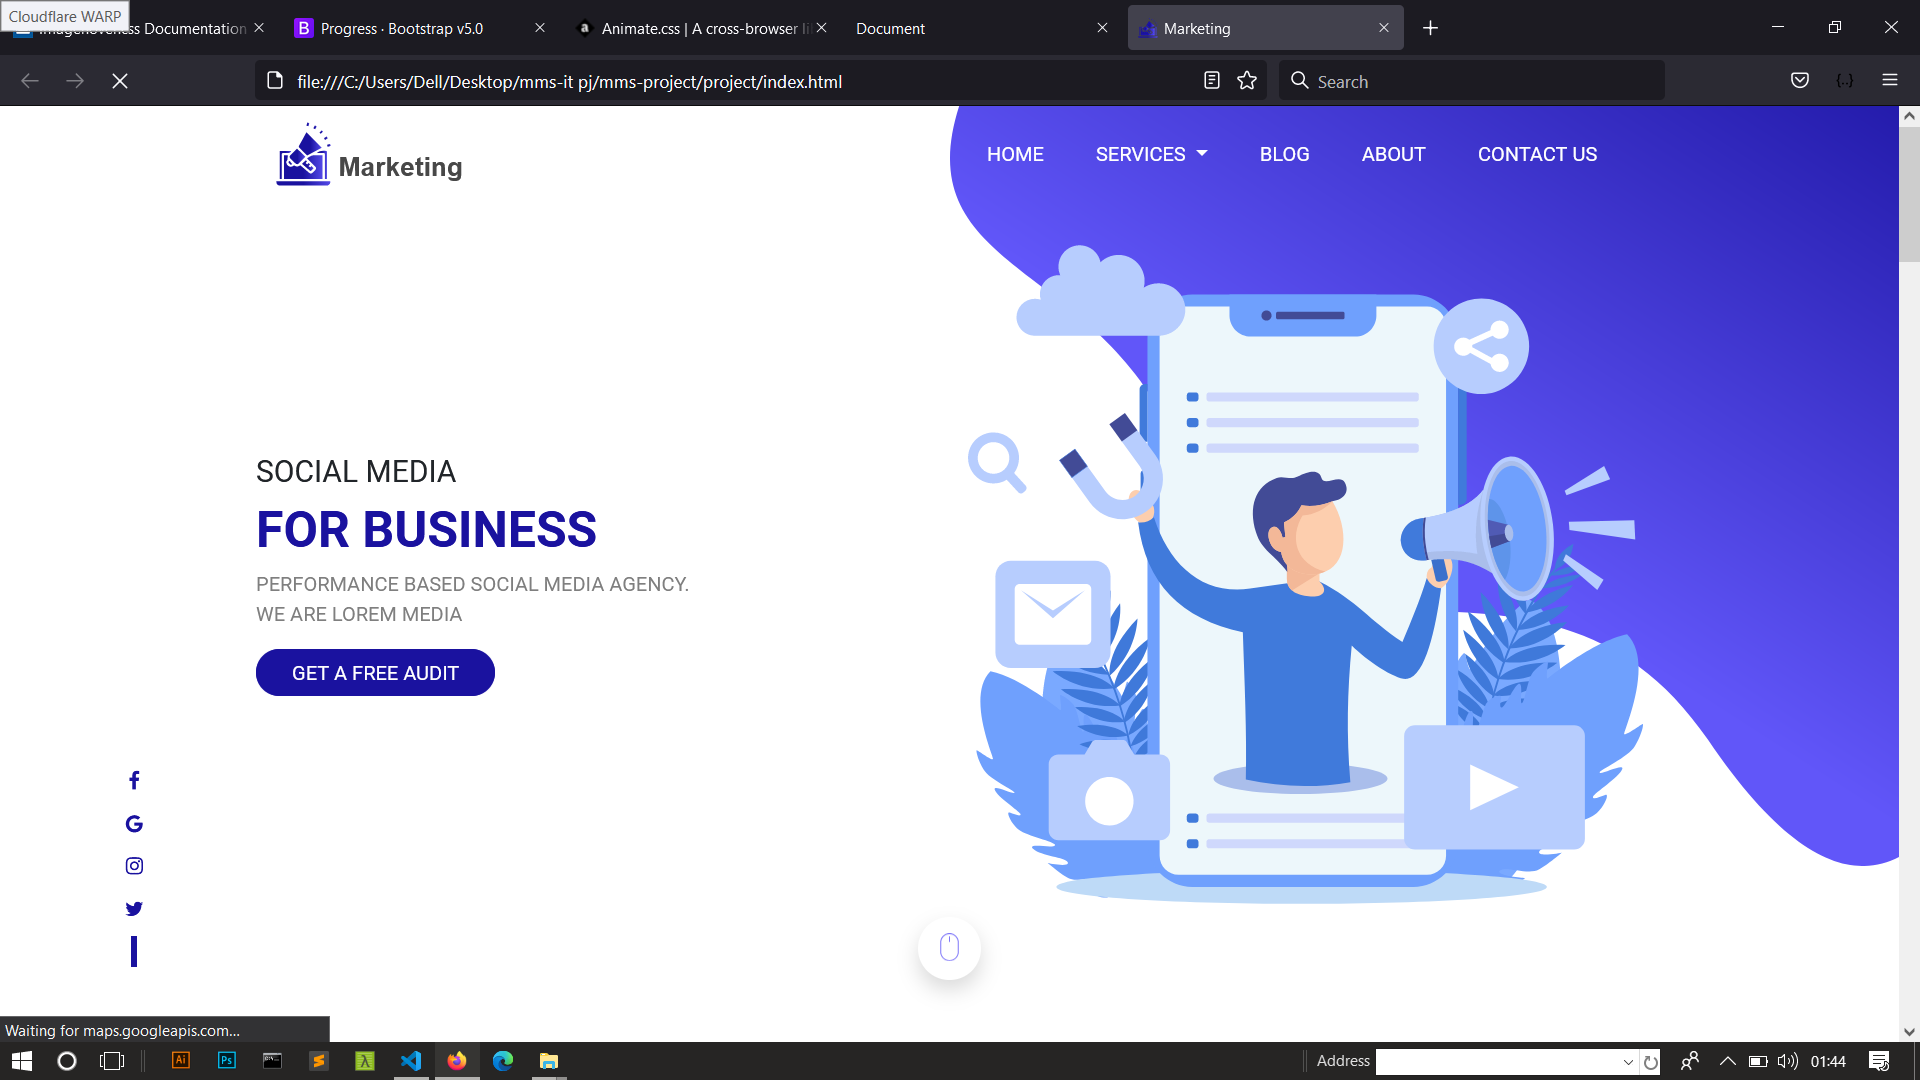 Cloudflare WARP
Documentation
Progress · Bootstrap v5.0
Animate.css | A cross-browser li
Document
Marketing
file:///C:/Users/Dell/Desktop/mms-it pj/mms-project/project/index.html
Search
Marketing
HOME
SERVICES
BLOG
ABOUT
CONTACT US
SOCIAL MEDIA
FOR BUSINESS
PERFORMANCE BASED SOCIAL MEDIA AGENCY.
WE ARE LOREM MEDIA
GET A FREE AUDIT
Waiting for maps.googleapis.com...
Ai
Ps
Address
01:44